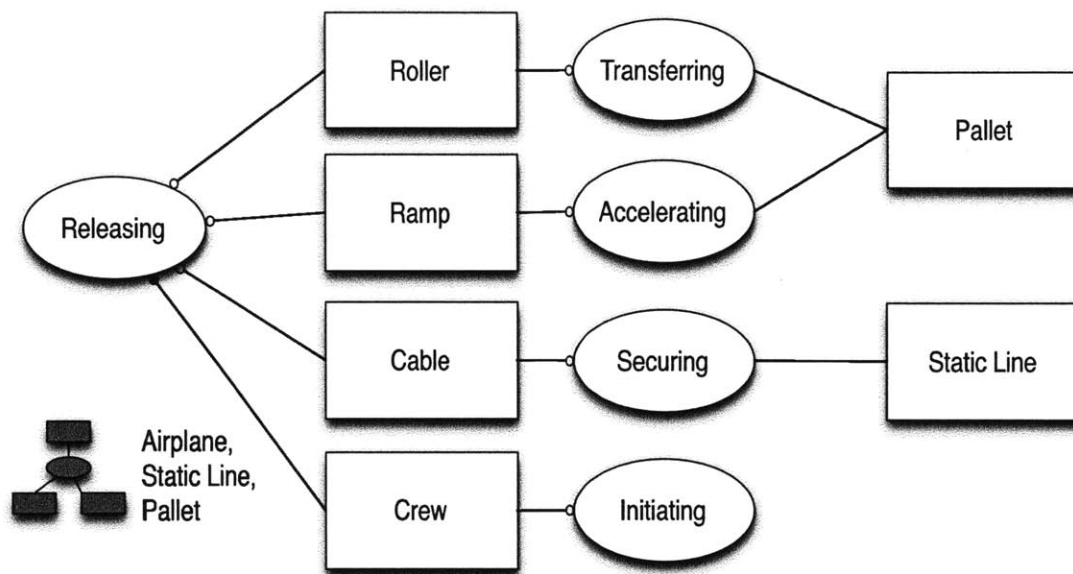 Roller
Transferring
Pallet
Releasing
Ramp
Accelerating
Cable
Securing
Static Line
Airplane,
Static Line,
Pallet
Crew
Initiating